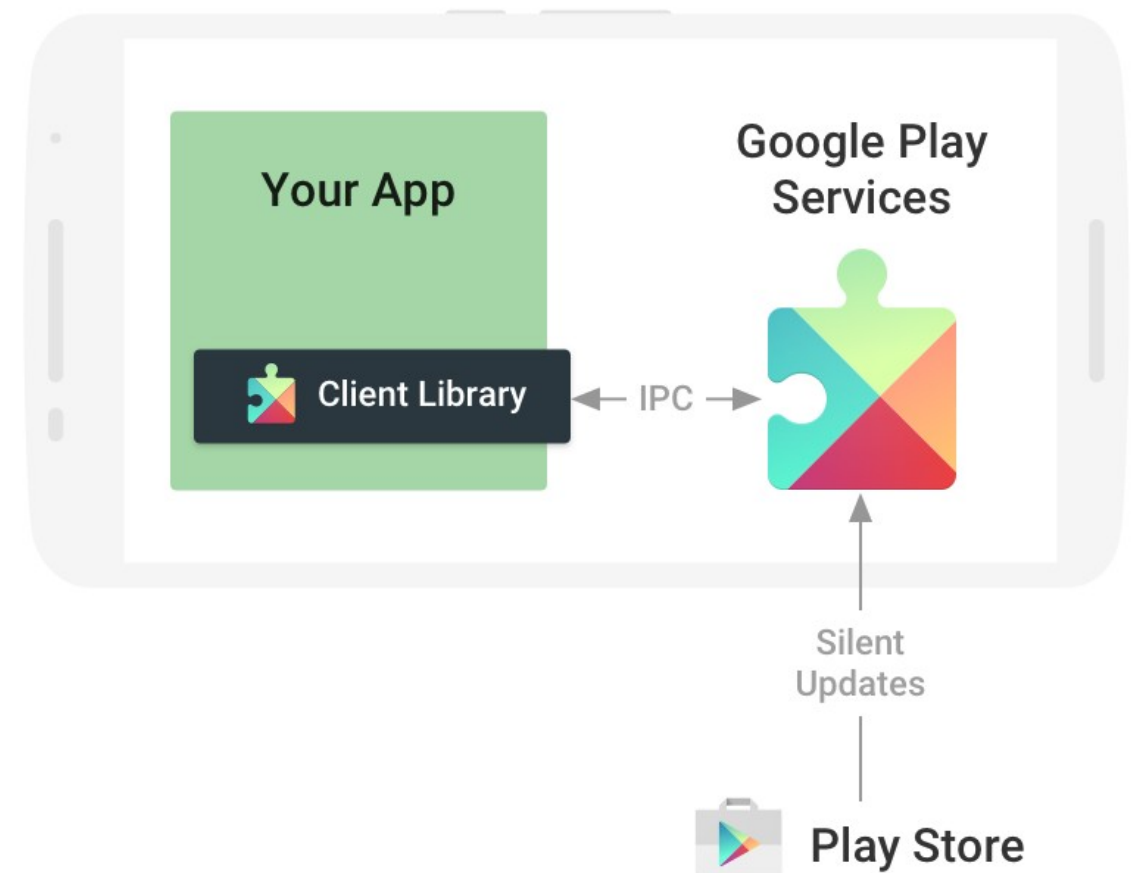 Your App
Google Play
Services
Client Library
IPC
Silent
Updates
Play Store